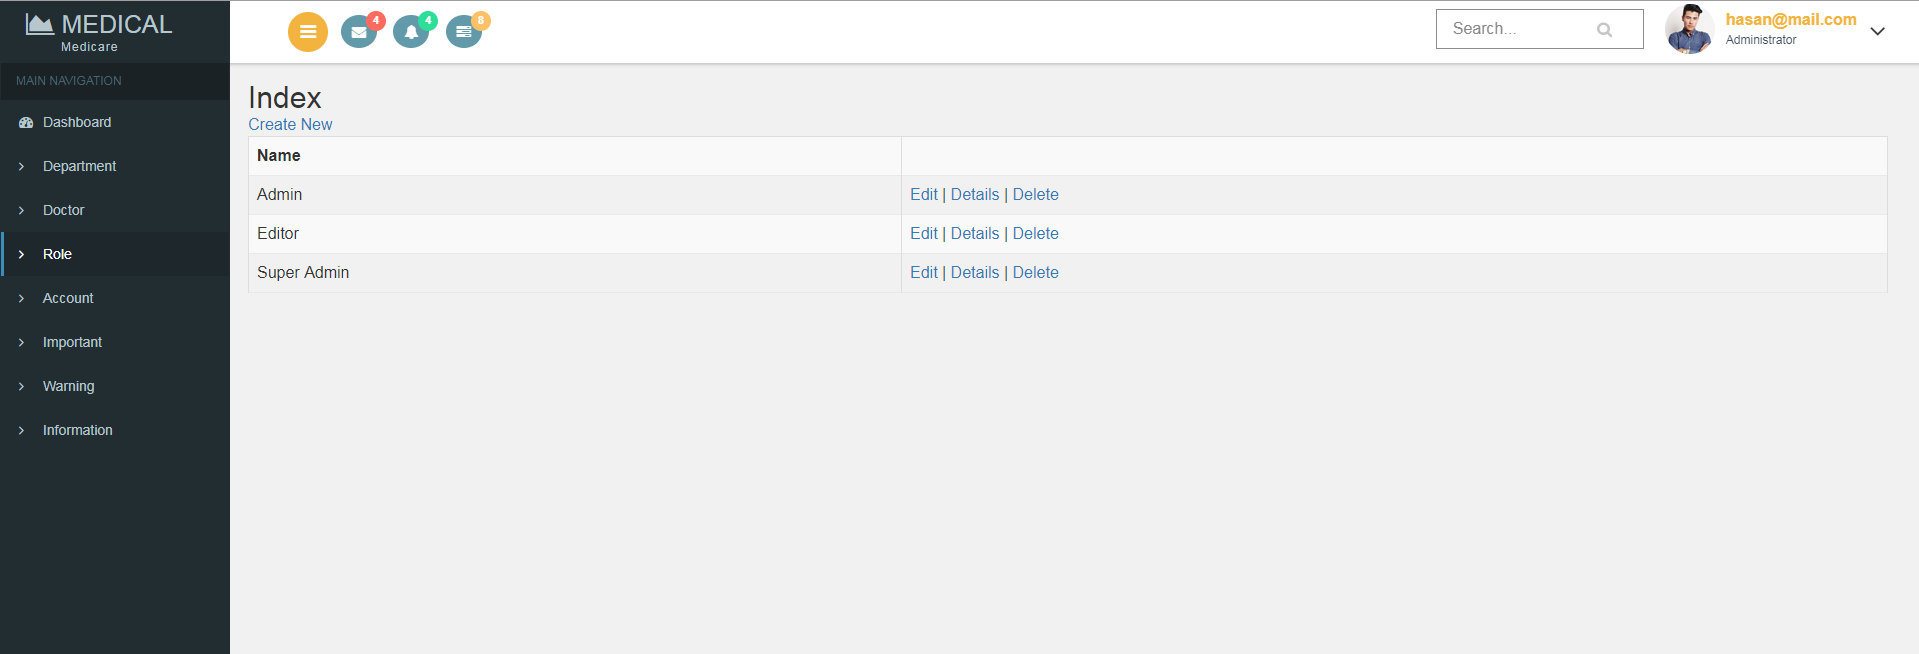 MEDICAL
Medicare
4
4
8
Search...
hasan@mail.com
Administrator
MAIN NAVIGATION
Dashboard
Department
Doctor
Role
Account
Important
Warning
Information
Index
Create New
Name
Admin
Edit | Details | Delete
Editor
Edit | Details | Delete
Super Admin
Edit | Details | Delete